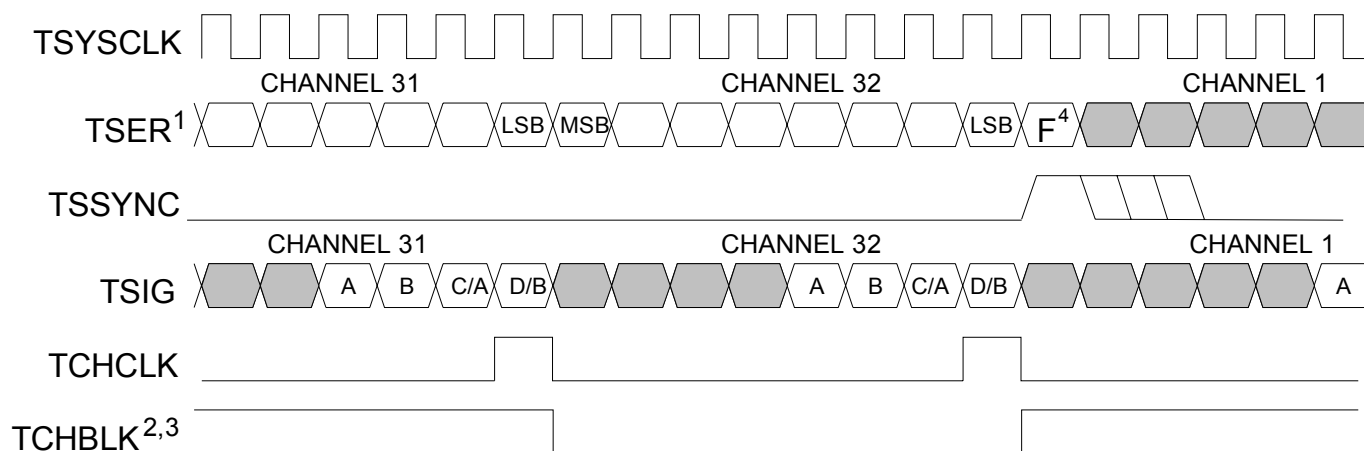 TSYSCLK
CHANNEL 31 CHANNEL 32 CHANNEL 1
TSER¹ LSB MSB LSB F⁴
TSSYNC
CHANNEL 31 CHANNEL 32 CHANNEL 1
TSIG A B C/A D/B A B C/A D/B A
TCHCLK
TCHBLK²,³